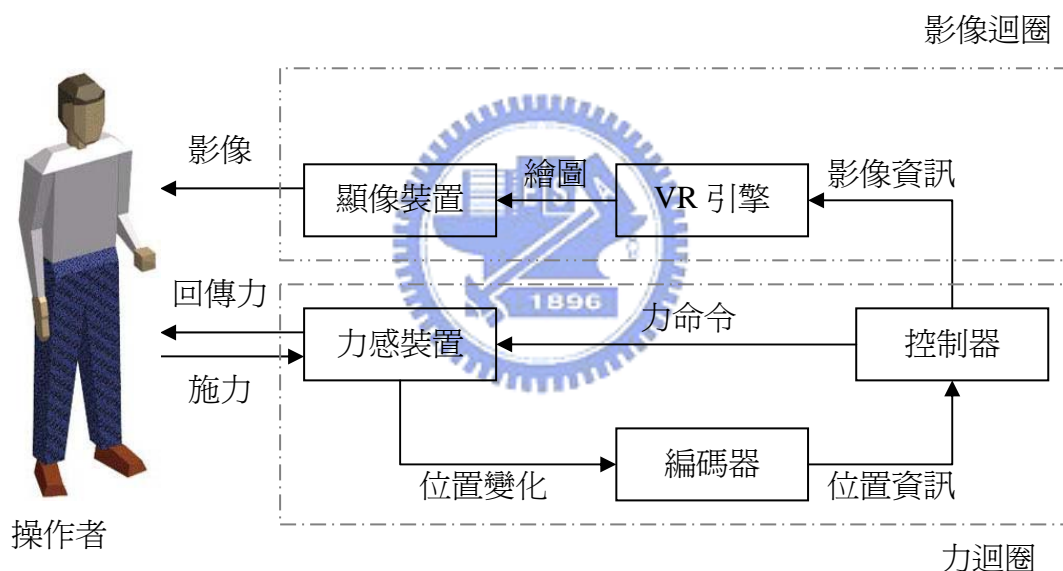 影像迴圈
影像
顯像裝置
繪圖
VR 引擎
影像資訊
回傳力
施力
力感裝置
力命令
控制器
1896
位置變化
編碼器
位置資訊
操作者
力迴圈